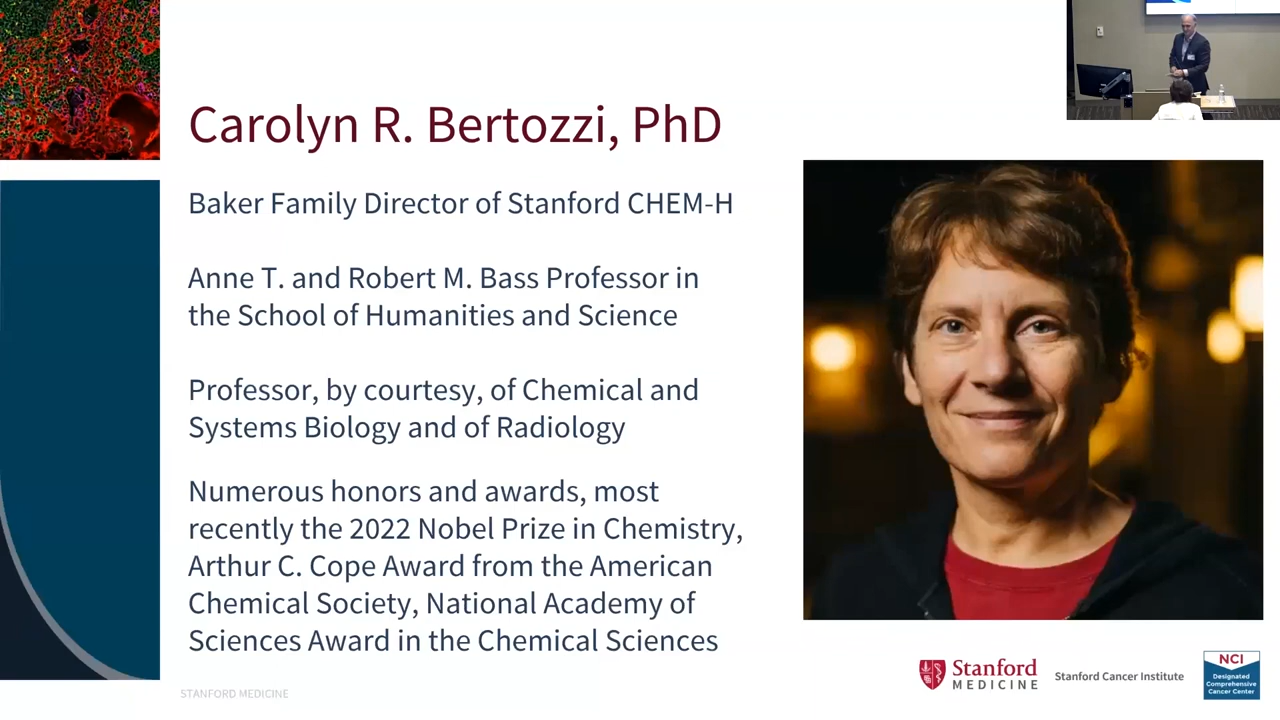 Carolyn R. Bertozzi, PhD
Baker Family Director of Stanford CHEM-H
Anne T. and Robert M. Bass Professor in
the School of Humanities and Science
Professor, by courtesy, of Chemical and
Systems Biology and of Radiology
Numerous honors and awards, most
recently the 2022 Nobel Prize in Chemistry,
Arthur C. Cope Award from the American
Chemical Society, National Academy of
Sciences Award in the Chemical Sciences
STANFORD MEDICINE
Stanford
MEDICINE
Stanford Cancer Institute
NCI
Designated
Comprehensive
Cancer Center